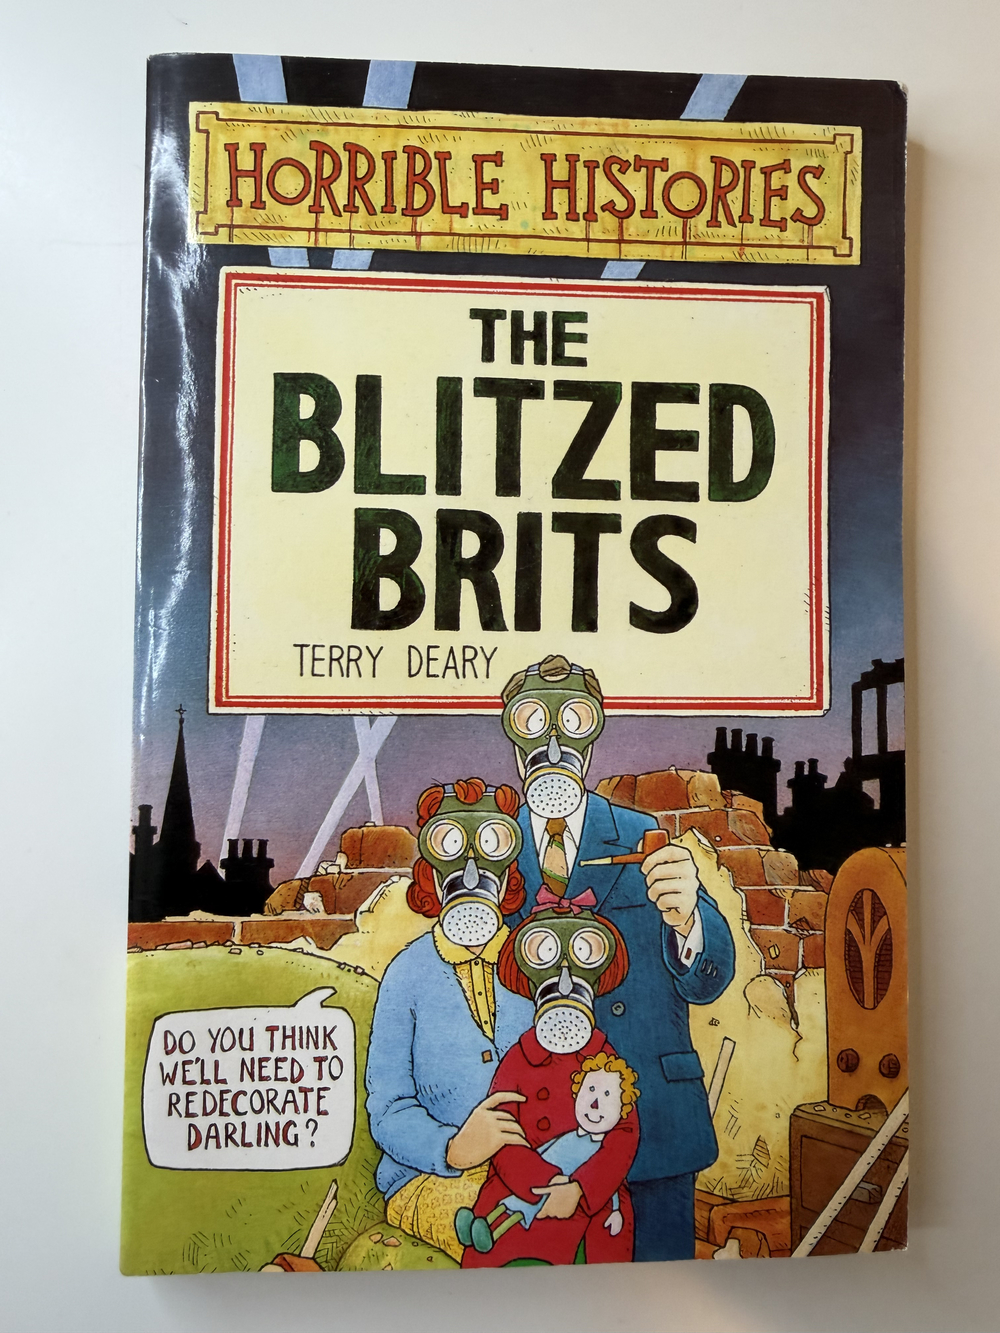 HORRIBLE HISTORIES
THE
BLITZED
BRITS
TERRY DEARY
DO YOU THINK
WE'LL NEED TO
REDECORATE
DARLING?